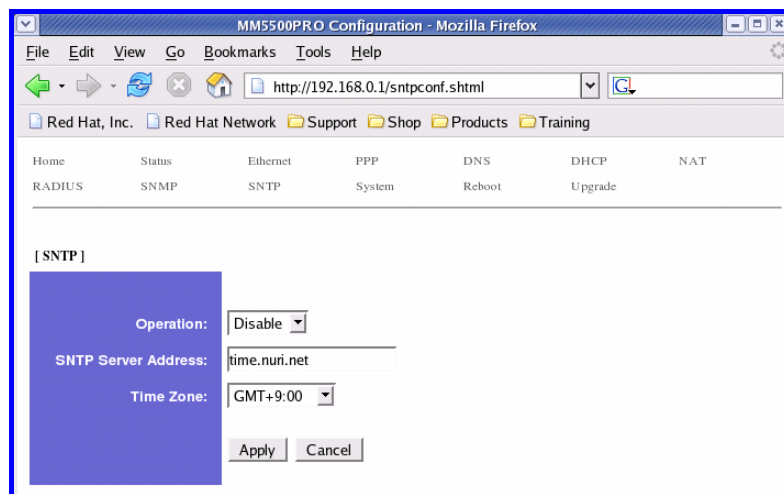 MM5500PRO Configuration - Mozilla Firefox
File Edit View Go Bookmarks Tools Help
http://192.168.0.1/sntpconf.shtml G
Red Hat, Inc. Red Hat Network Support Shop Products Training
Home Status Ethernet PPP DNS DHCP NAT
RADIUS SNMP SNTP System Reboot Upgrade
[ SNTP ]
Operation: Disable
SNTP Server Address: time.nuri.net
Time Zone: GMT+9:00
Apply Cancel